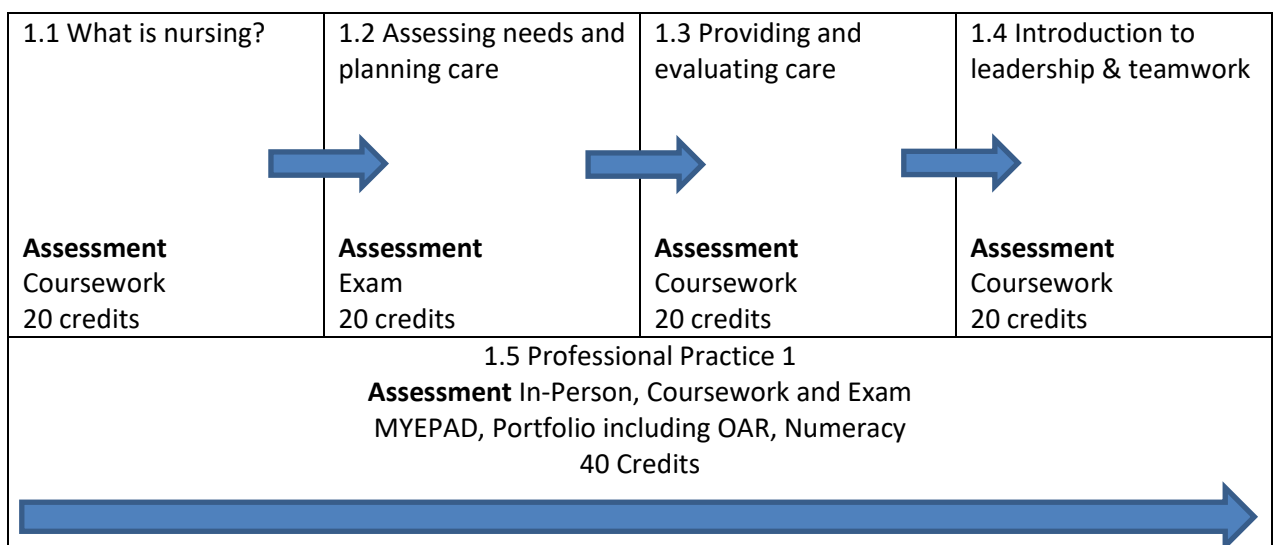 1.1 What is nursing?
1.2 Assessing needs and
planning care
1.3 Providing and
evaluating care
1.4 Introduction to
leadership & teamwork
Assessment
Coursework
20 credits
Assessment
Exam
20 credits
Assessment
Coursework
20 credits
Assessment
Coursework
20 credits
1.5 Professional Practice 1
Assessment In-Person, Coursework and Exam
MYEPAD, Portfolio including OAR, Numeracy
40 Credits